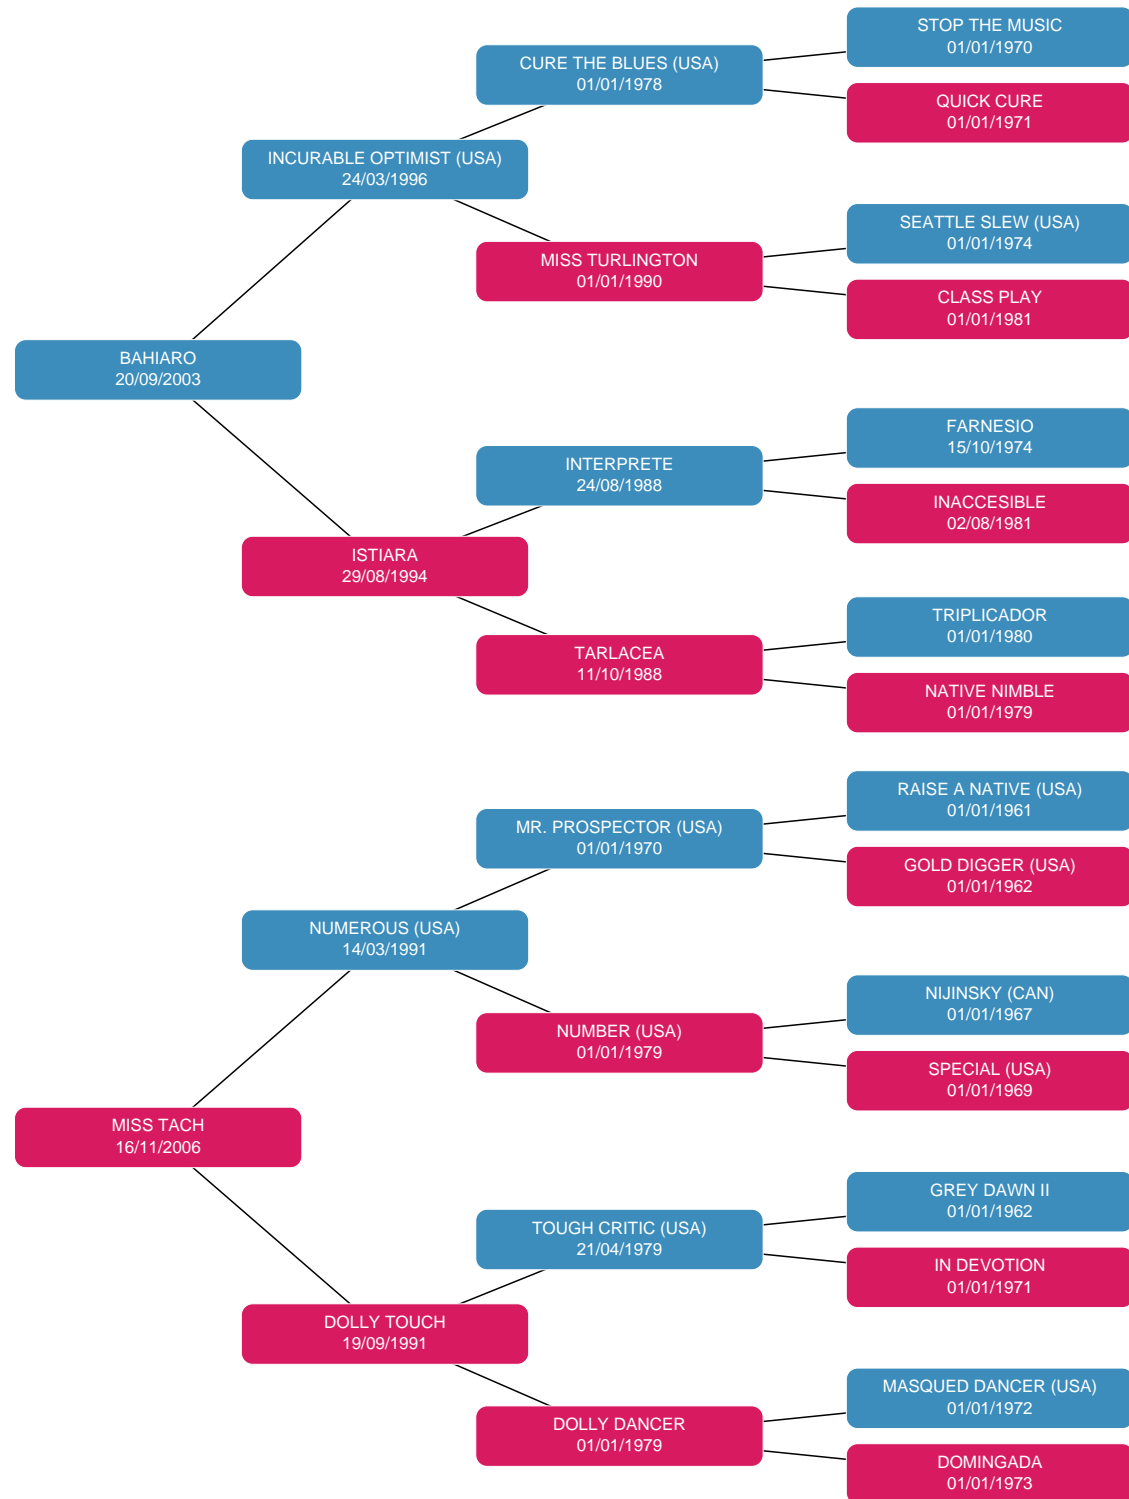 STOP THE MUSIC
01/01/1970
CURE THE BLUES (USA)
01/01/1978
QUICK CURE
01/01/1971
INCURABLE OPTIMIST (USA)
24/03/1996
SEATTLE SLEW (USA)
01/01/1974
MISS TURLINGTON
01/01/1990
CLASS PLAY
01/01/1981
BAHIARO
20/09/2003
FARNESIO
15/10/1974
INTERPRETE
24/08/1988
INACCESIBLE
02/08/1981
ISTIARA
29/08/1994
TRIPLICADOR
01/01/1980
TARLACEA
11/10/1988
NATIVE NIMBLE
01/01/1979
RAISE A NATIVE (USA)
01/01/1961
MR. PROSPECTOR (USA)
01/01/1970
GOLD DIGGER (USA)
01/01/1962
NUMEROUS (USA)
14/03/1991
NIJINSKY (CAN)
01/01/1967
NUMBER (USA)
01/01/1979
SPECIAL (USA)
01/01/1969
MISS TACH
16/11/2006
GREY DAWN II
01/01/1962
TOUGH CRITIC (USA)
21/04/1979
IN DEVOTION
01/01/1971
DOLLY TOUCH
19/09/1991
MASQUED DANCER (USA)
01/01/1972
DOLLY DANCER
01/01/1979
DOMINGADA
01/01/1973